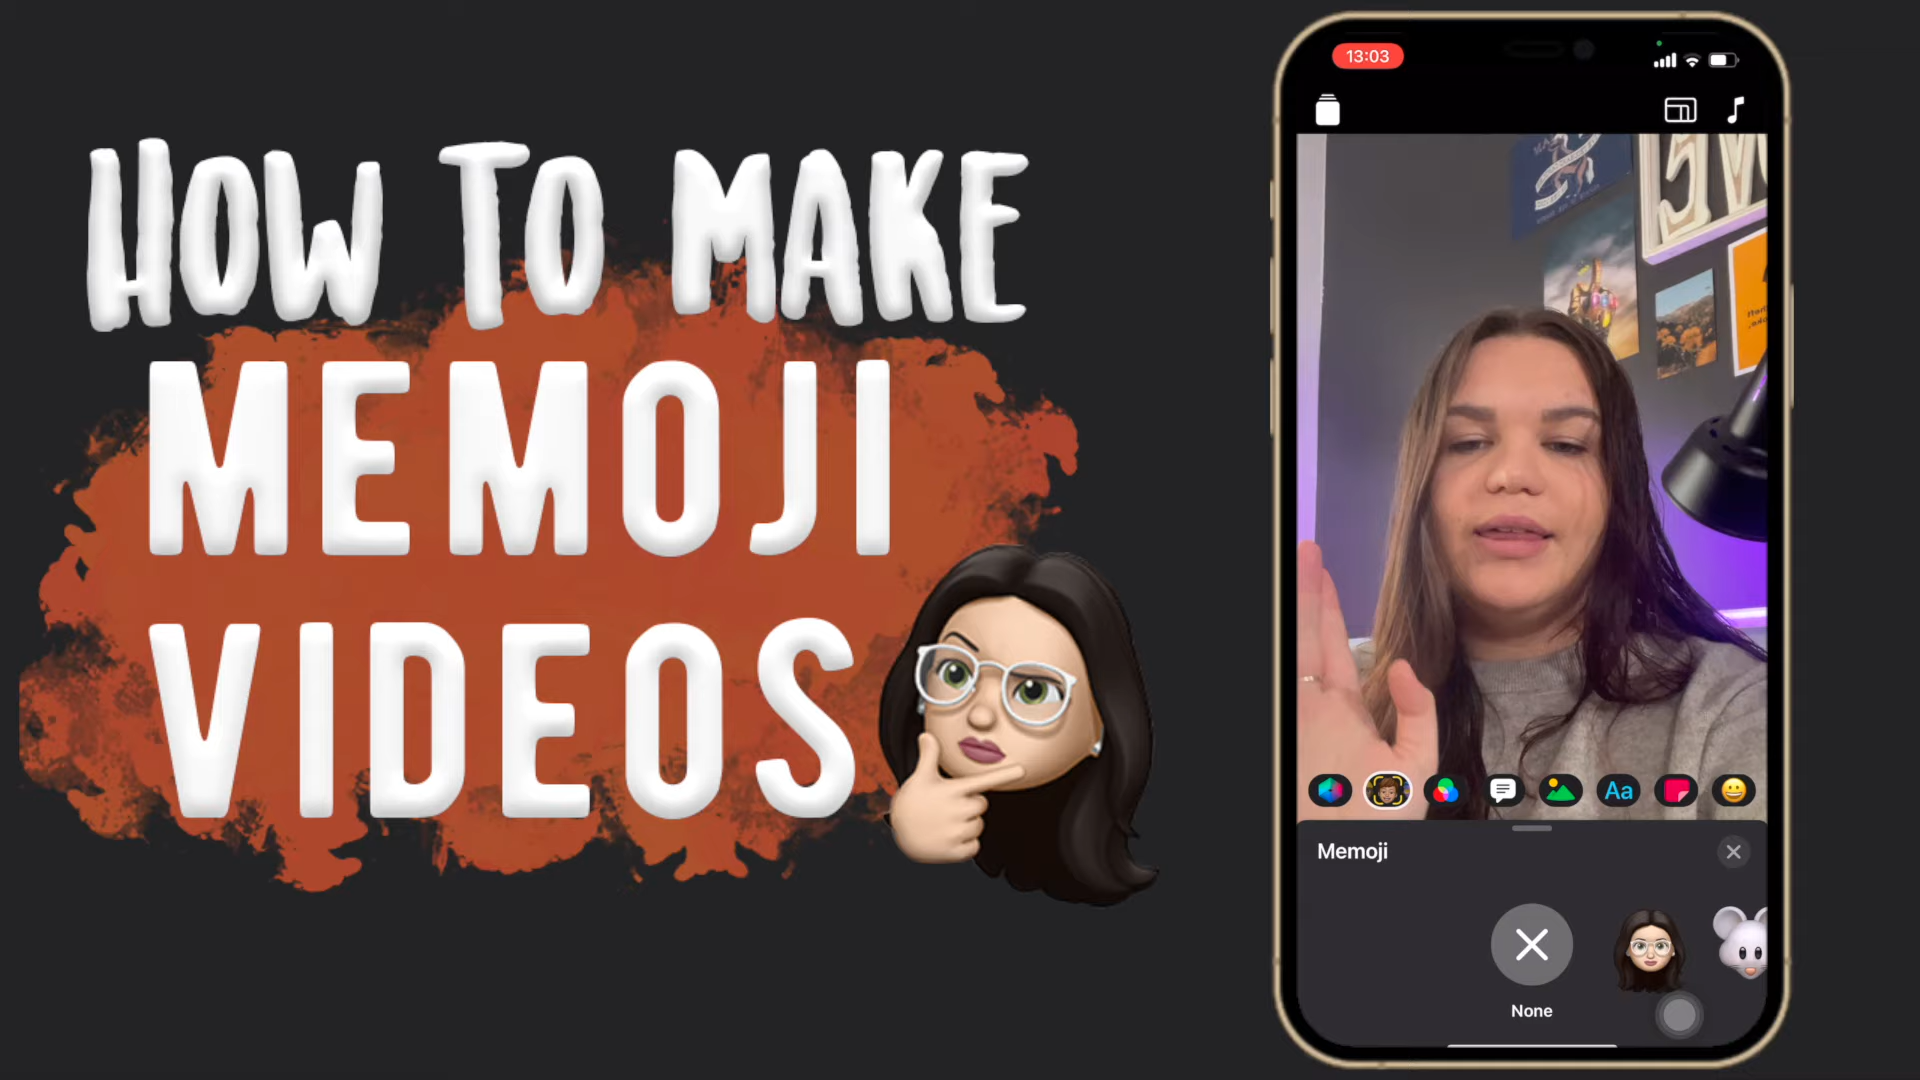 HOW TO MAKE
MEMOJI
VIDEOS
13:03
Aa
Memoji
None